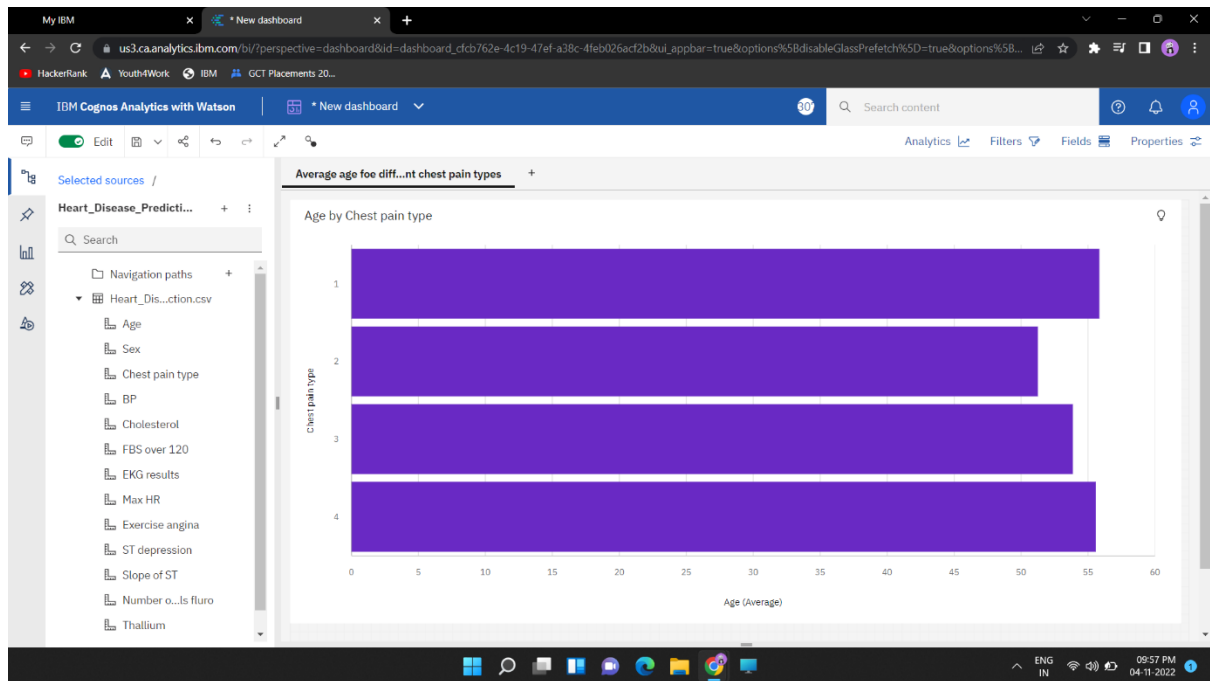 My IBM
* New dashboard
us3.ca.analytics.ibm.com/bi/?perspective=dashboard&id=dashboard_cfcb762e-4c19-47ef-a38c-4feb026acf2b&ui_appbar=true&options%5BdisableGlassPrefetch%5D=true&options%5B...
HackerRank Youth4Work IBM GCT Placements 20...
IBM Cognos Analytics with Watson
* New dashboard
Search content
Edit
Analytics Filters Fields Properties
Selected sources /
Average age foe diff...nt chest pain types
Heart_Disease_Predicti...
Search
Navigation paths
Heart_Dis...ction.csv
Age
Sex
Chest pain type
BP
Cholesterol
FBS over 120
EKG results
Max HR
Exercise angina
ST depression
Slope of ST
Number o...ls fluro
Thallium
Age by Chest pain type
Chest pain type
1
2
3
4
0 5 10 15 20 25 30 35 40 45 50 55 60
Age (Average)
ENG
IN
09:57 PM
04-11-2022
1